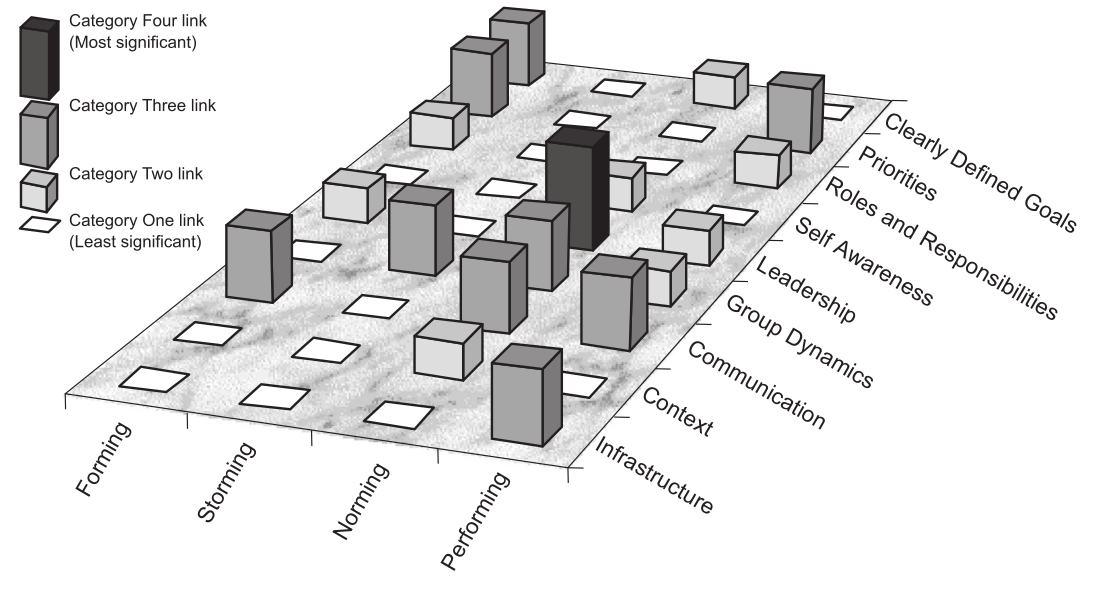 Category Four link
(Most significant)
Category Three link
Category Two link
Category One link
(Least significant)
Clearly Defined Goals
Priorities
Roles and Responsibilities
Self Awareness
Leadership
Group Dynamics
Communication
Context
Infrastructure
Forming
Storming
Norming
Performing